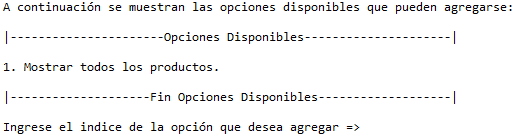 A continuación se muestran las opciones disponibles que pueden agregarse:
|----------------------Opciones Disponibles---------------------|
1. Mostrar todos los productos.
|--------------------Fin Opciones Disponibles-------------------|
Ingrese el indice de la opción que desea agregar =>